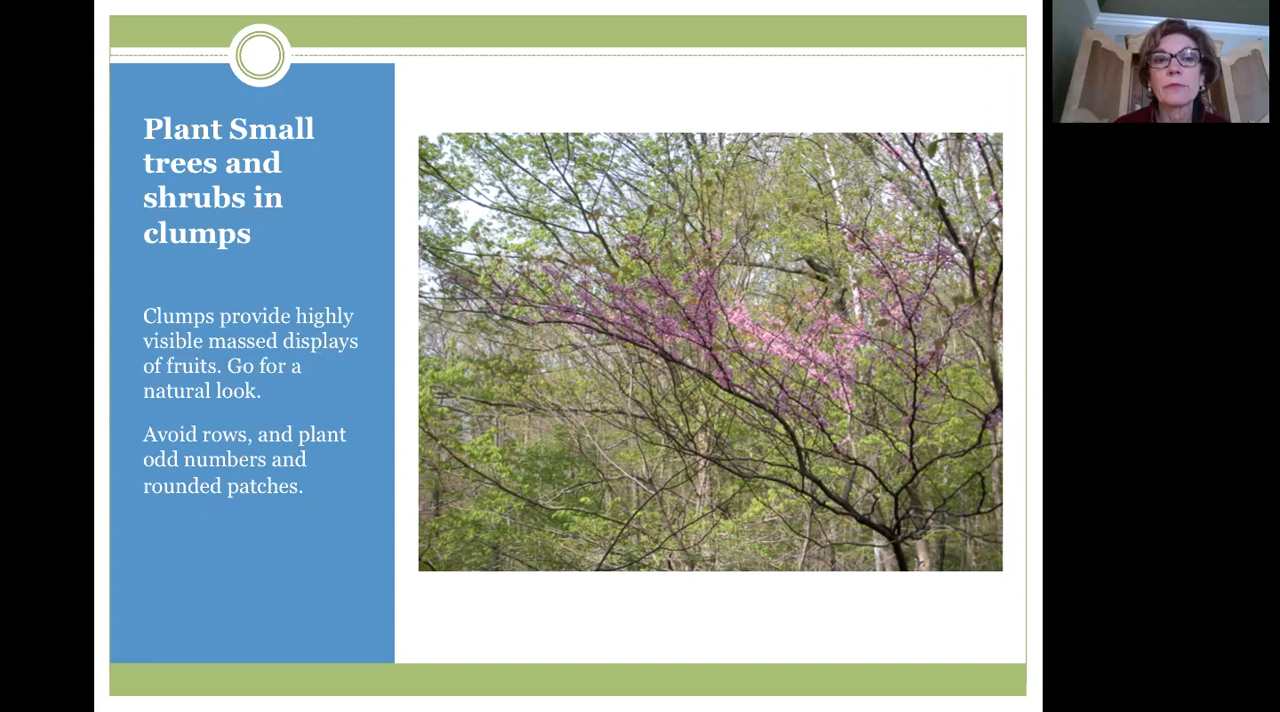 Plant Small
trees and
shrubs in
clumps
Clumps provide highly
visible massed displays
of fruits. Go for a
natural look.
Avoid rows, and plant
odd numbers and
rounded patches.